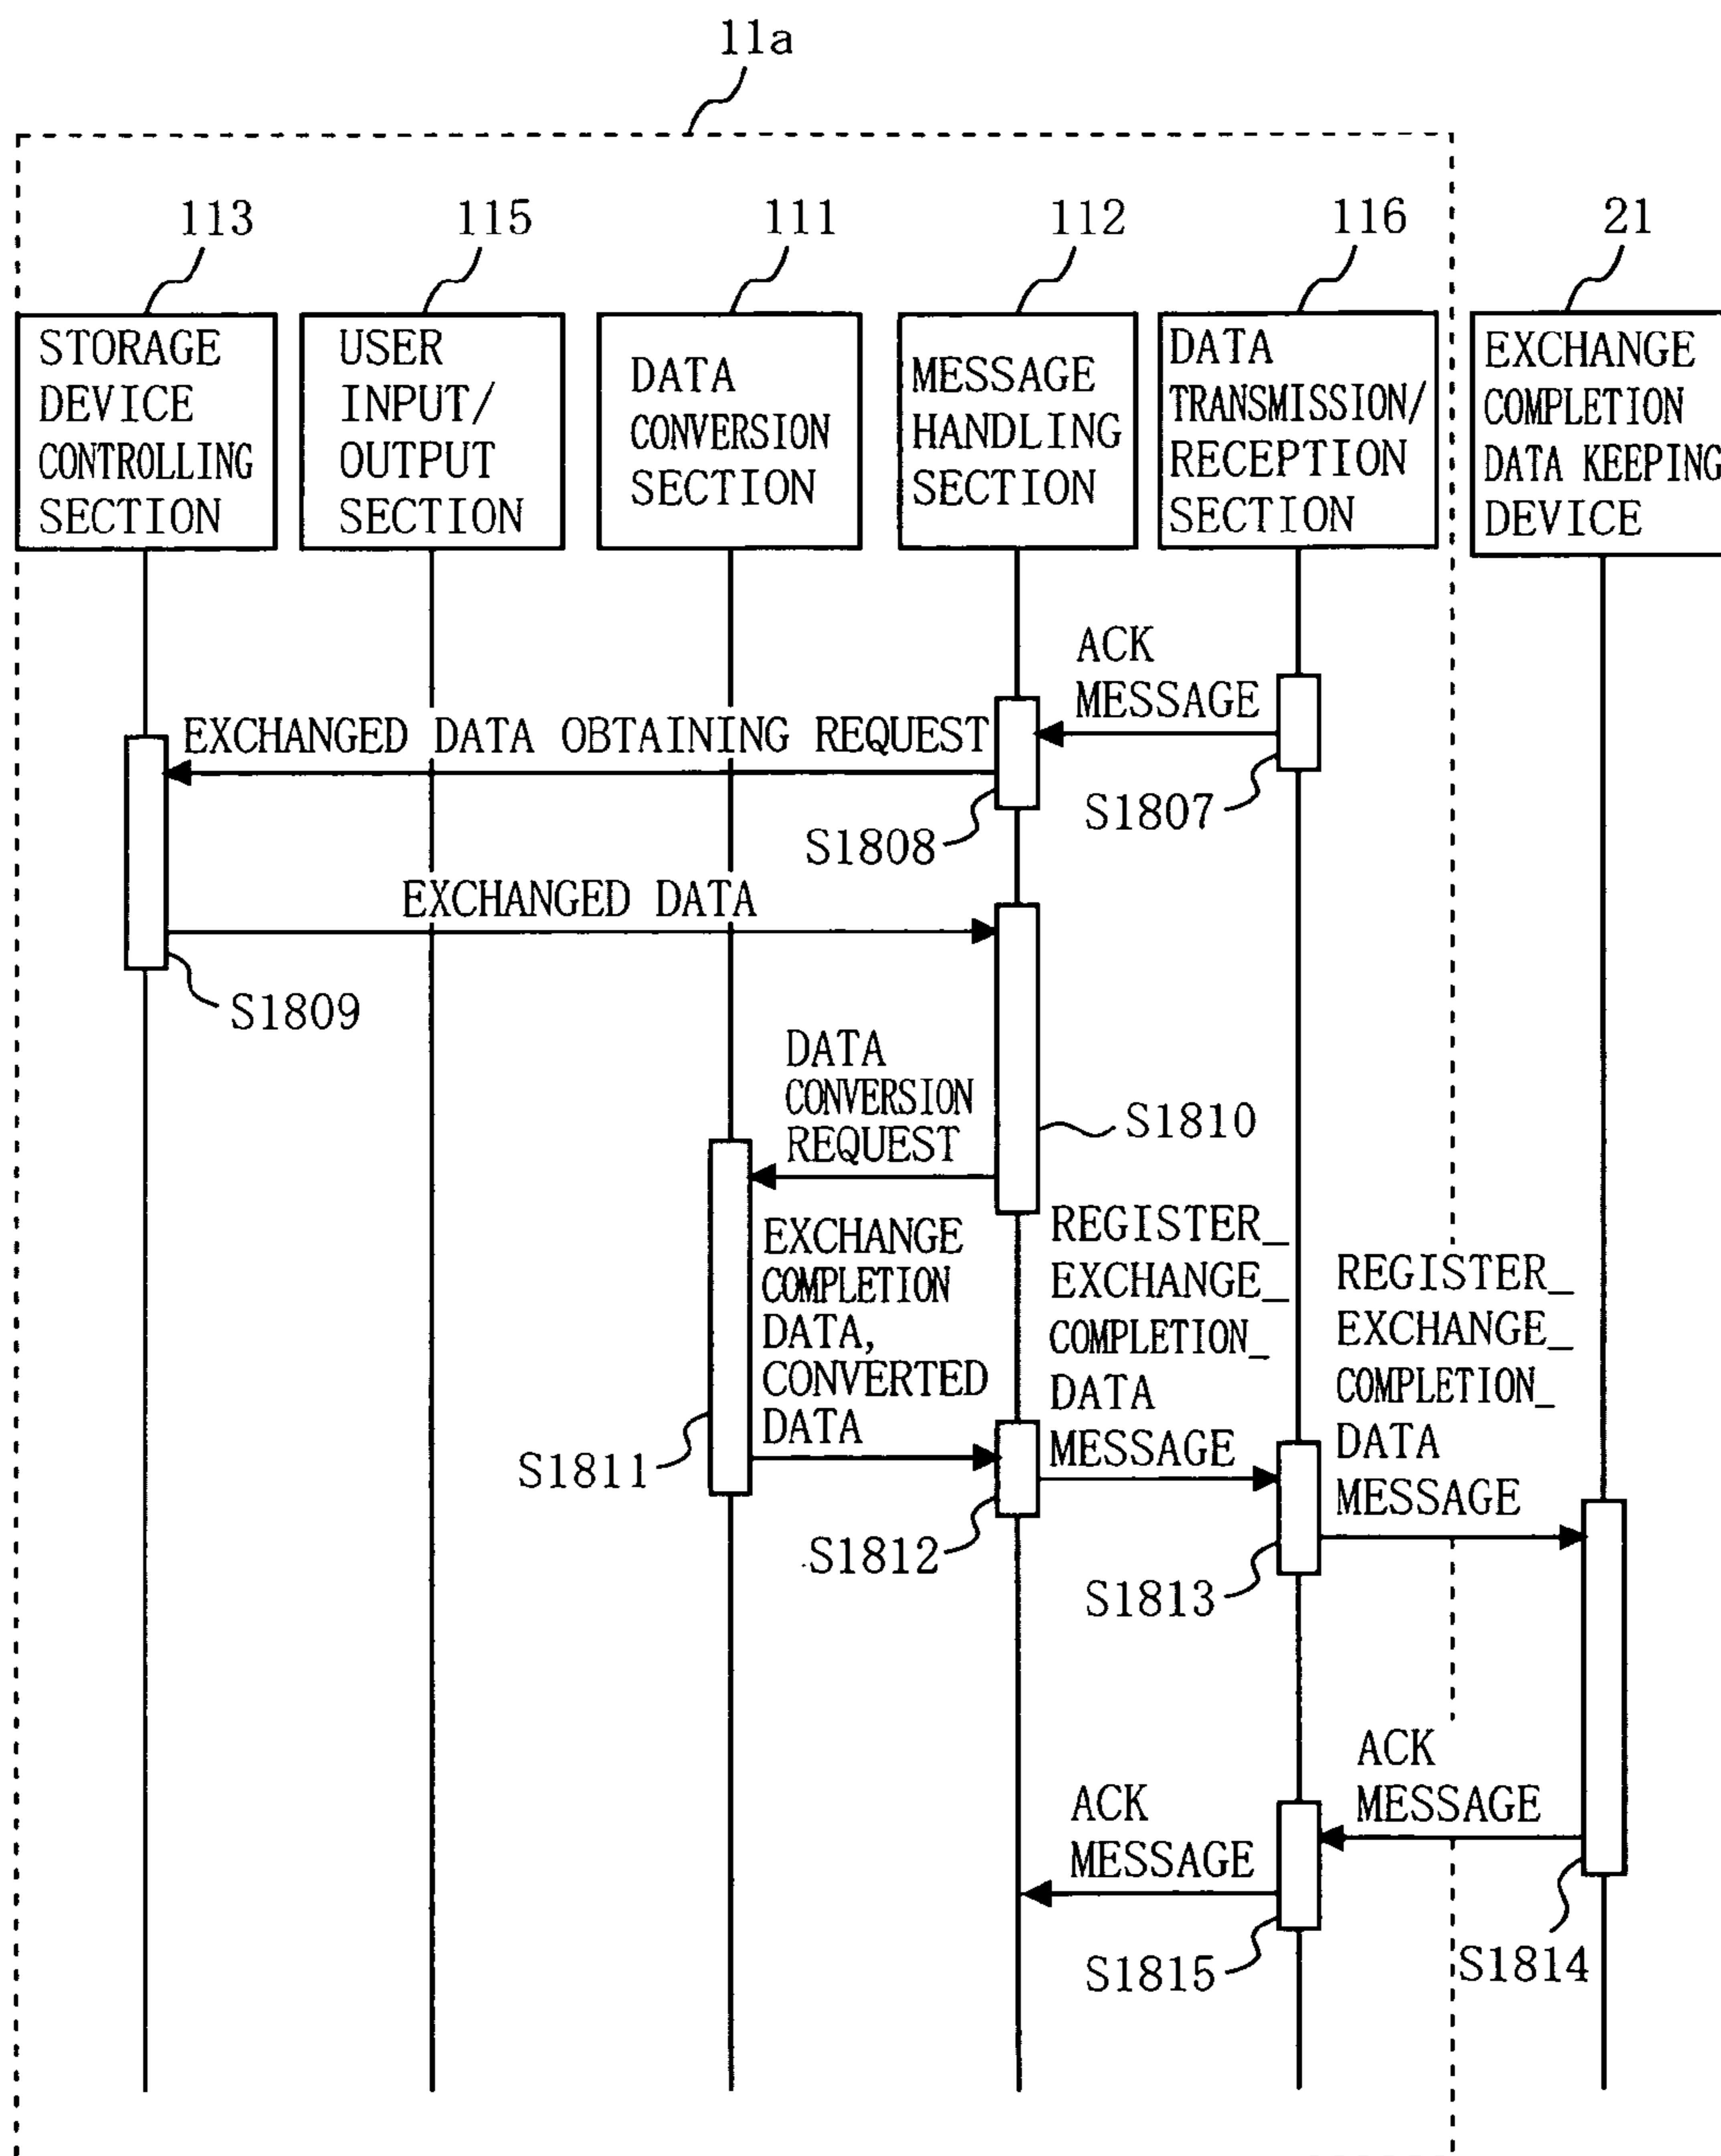 11a
113
115
111
112
116
21
STORAGE
DEVICE
CONTROLLING
SECTION
USER
INPUT/
OUTPUT
SECTION
DATA
CONVERSION
SECTION
MESSAGE
HANDLING
SECTION
DATA
TRANSMISSION/
RECEPTION
SECTION
EXCHANGE
COMPLETION
DATA KEEPING
DEVICE
ACK
MESSAGE
EXCHANGED DATA OBTAINING REQUEST
S1807
S1808
EXCHANGED DATA
S1809
DATA
CONVERSION
REQUEST
S1810
EXCHANGE
COMPLETION
DATA,
CONVERTED
DATA
REGISTER_
EXCHANGE_
COMPLETION_
DATA
MESSAGE
REGISTER_
EXCHANGE_
COMPLETION_
DATA
MESSAGE
S1811
S1812
S1813
ACK
MESSAGE
ACK
MESSAGE
S1815
S1814